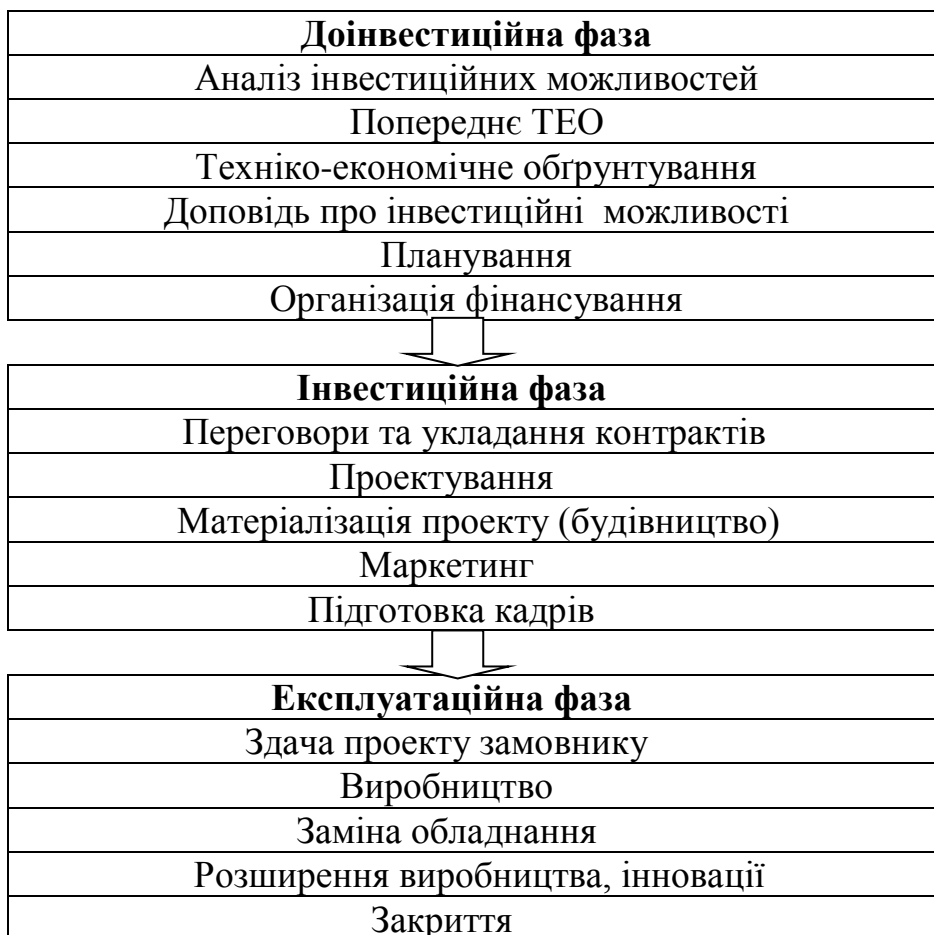 Доінвестиційна фаза
Аналіз інвестиційних можливостей
Попереднє ТЕО
Техніко-економічне обґрунтування
Доповідь про інвестиційні можливості
Планування
Організація фінансування
Інвестиційна фаза
Переговори та укладання контрактів
Проектування
Матеріалізація проекту (будівництво)
Маркетинг
Підготовка кадрів
Експлуатаційна фаза
Здача проекту замовнику
Виробництво
Заміна обладнання
Розширення виробництва, інновації
Закриття